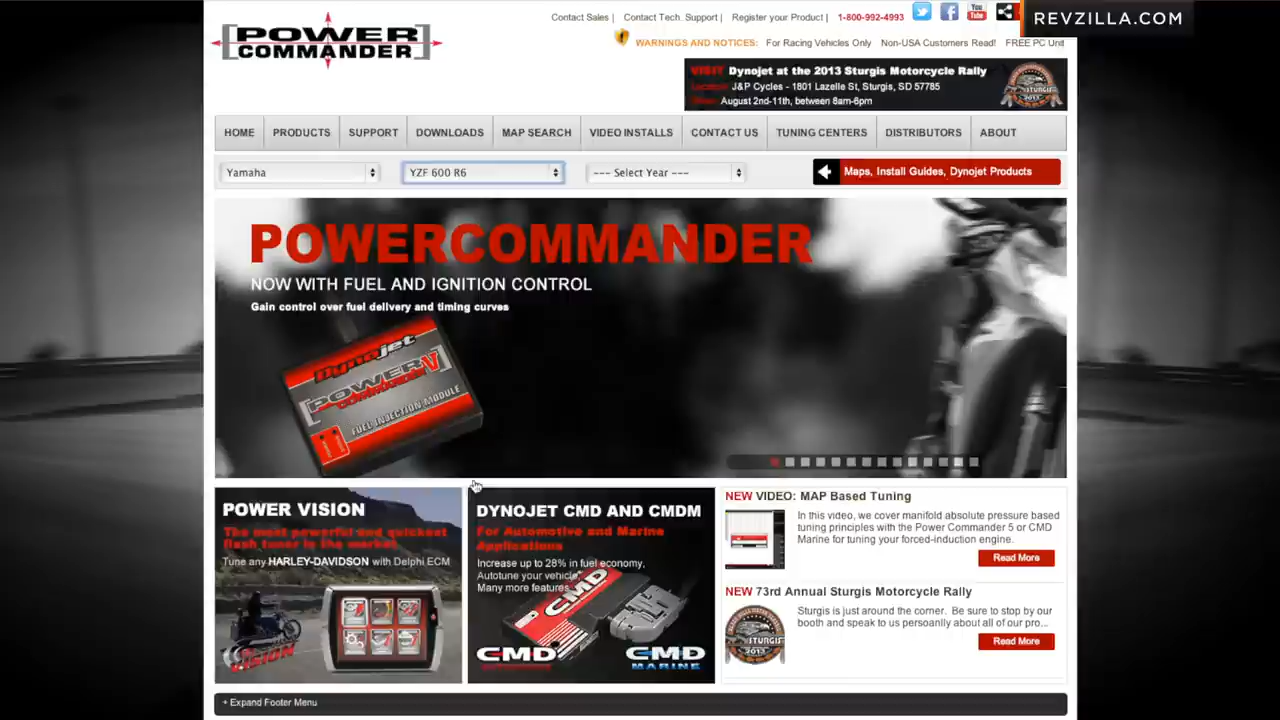 Contact Sales | Contact Tech. Support | Register your Product | 1-800-992-4993
REVZILLA.COM
POWER
COMMANDER
WARNINGS AND NOTICES: For Racing Vehicles Only Non-USA Customers Read! FREE PC Unit
VISIT Dynojet at the 2013 Sturgis Motorcycle Rally
J&P Cycles - 1801 Lazelle St, Sturgis, SD 57785
August 2nd-11th, between 8am-6pm
STURGIS
2013
HOME PRODUCTS SUPPORT DOWNLOADS MAP SEARCH VIDEO INSTALLS CONTACT US TUNING CENTERS DISTRIBUTORS ABOUT
Yamaha YZF 600 R6 --- Select Year --- Maps, Install Guides, Dynojet Products
POWERCOMMANDER
NOW WITH FUEL AND IGNITION CONTROL
Gain control over fuel delivery and timing curves
Dynojet
POWER V
COMMANDER
FUEL INJECTION MODULE
POWER VISION
The most powerful and quickest
flash tuner in the market
Tune any HARLEY-DAVIDSON with Delphi ECM
VISION
DYNOJET CMD AND CMDM
For Automotive and Marine
Applications
Increase up to 28% in fuel economy,
Autotune your vehicle,
Many more features
CMD
CMD
CMD
MARINE
NEW VIDEO: MAP Based Tuning
In this video, we cover manifold absolute pressure based
tuning principles with the Power Commander 5 or CMD
Marine for tuning your forced-induction engine.
Read More
NEW 73rd Annual Sturgis Motorcycle Rally
Sturgis is just around the corner. Be sure to stop by our
booth and speak to us persoanlly about all of our pro...
Read More
STURGIS
2013
+ Expand Footer Menu